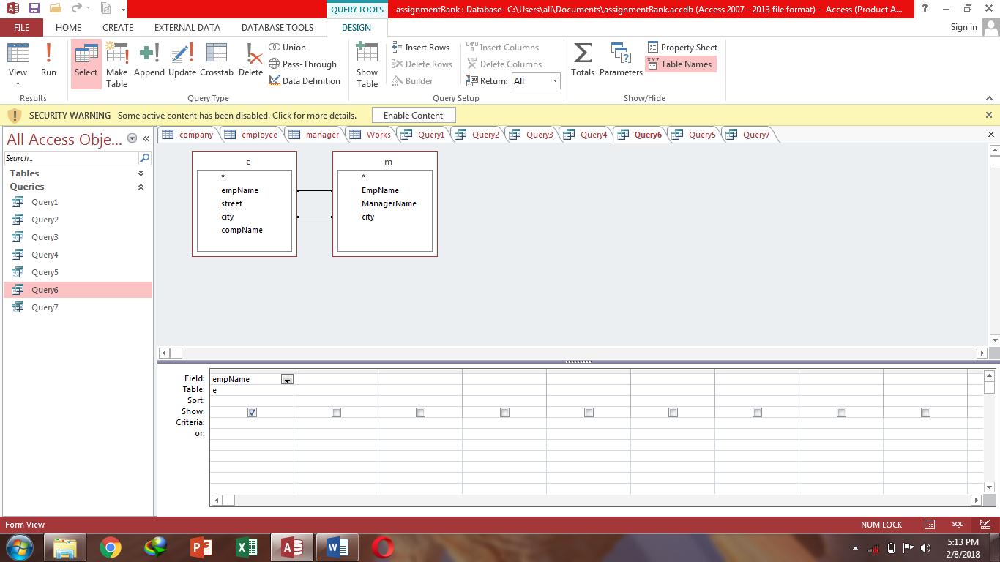 QUERY TOOLS
assignmentBank : Database- C:\Users\ali\Documents\assignmentBank.accdb (Access 2007 - 2013 file format) - Access (Product A...
?
FILE HOME CREATE EXTERNAL DATA DATABASE TOOLS DESIGN Sign in
View
Run
Select
Make Table
Append
Update
Crosstab
Delete
Union
Pass-Through
Data Definition
Show Table
Insert Rows
Delete Rows
Builder
Insert Columns
Delete Columns
Return: All
Totals
Parameters
Property Sheet
XYZ Table Names
Results Query Type Query Setup Show/Hide
SECURITY WARNING Some active content has been disabled. Click for more details. Enable Content
All Access Obje... «
Search...
Tables
Queries
Query1
Query2
Query3
Query4
Query5
Query6
Query7
company employee manager Works Query1 Query2 Query3 Query4 Query6 Query5 Query7
e
*
empName
street
city
compName
m
*
EmpName
ManagerName
city
Field: empName
Table: e
Sort:
Show:
Criteria:
or:
Form View NUM LOCK SQL
5:13 PM
2/8/2018